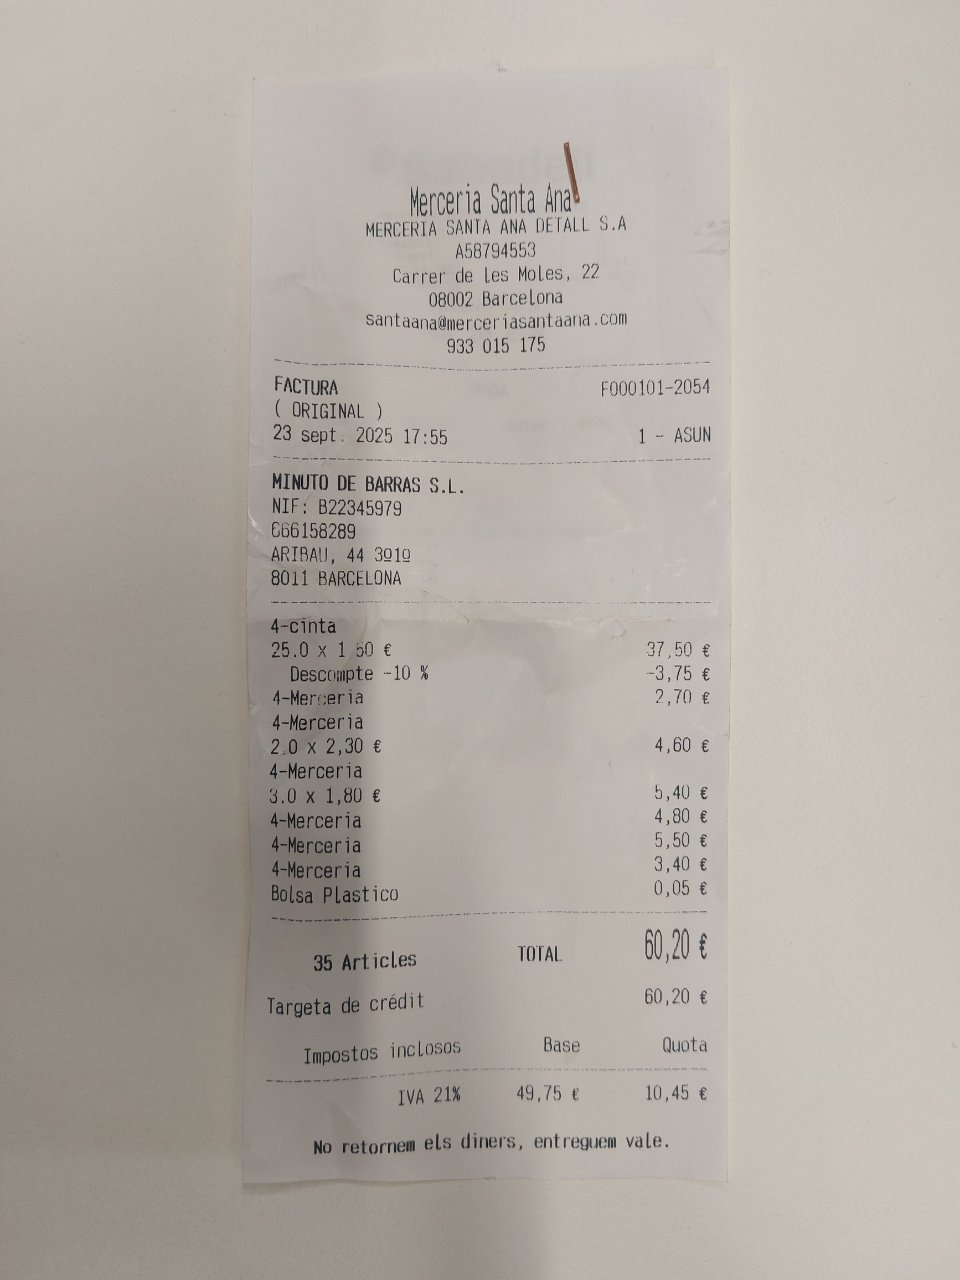 Merceria Santa Ana
MERCERIA SANTA ANA DETALL S.A
A58794553
Carrer de les Moles, 22
08002 Barcelona
santaana@merceriasantaana.com
933 015 175
FACTURA F000101-2054
( ORIGINAL )
23 sept. 2025 17:55 1 - ASUN
MINUTO DE BARRAS S.L.
NIF: B22345979
666158289
ARIBAU, 44 3º1º
8011 BARCELONA
4-cinta
25.0 x 1,50 € 37,50 €
Descompte -10 % -3,75 €
4-Merceria 2,70 €
4-Merceria
2.0 x 2,30 € 4,60 €
4-Merceria
3.0 x 1,80 € 5,40 €
4-Merceria 4,80 €
4-Merceria 5,50 €
4-Merceria 3,40 €
Bolsa Plastico 0,05 €
35 Articles TOTAL 60,20 €
Targeta de crédit 60,20 €
Impostos inclosos Base Quota
IVA 21% 49,75 € 10,45 €
No retornem els diners, entreguem vale.